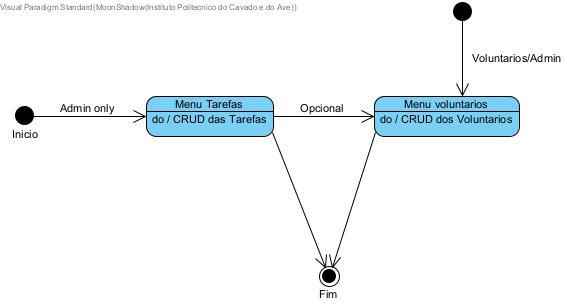 Visual Paradigm Standard(MoonShadow(Instituto Politecnico do Cavado e do Ave))
Voluntarios/Admin
Admin only
Menu Tarefas
do / CRUD das Tarefas
Opcional
Menu voluntarios
do / CRUD dos Voluntarios
Inicio
Fim